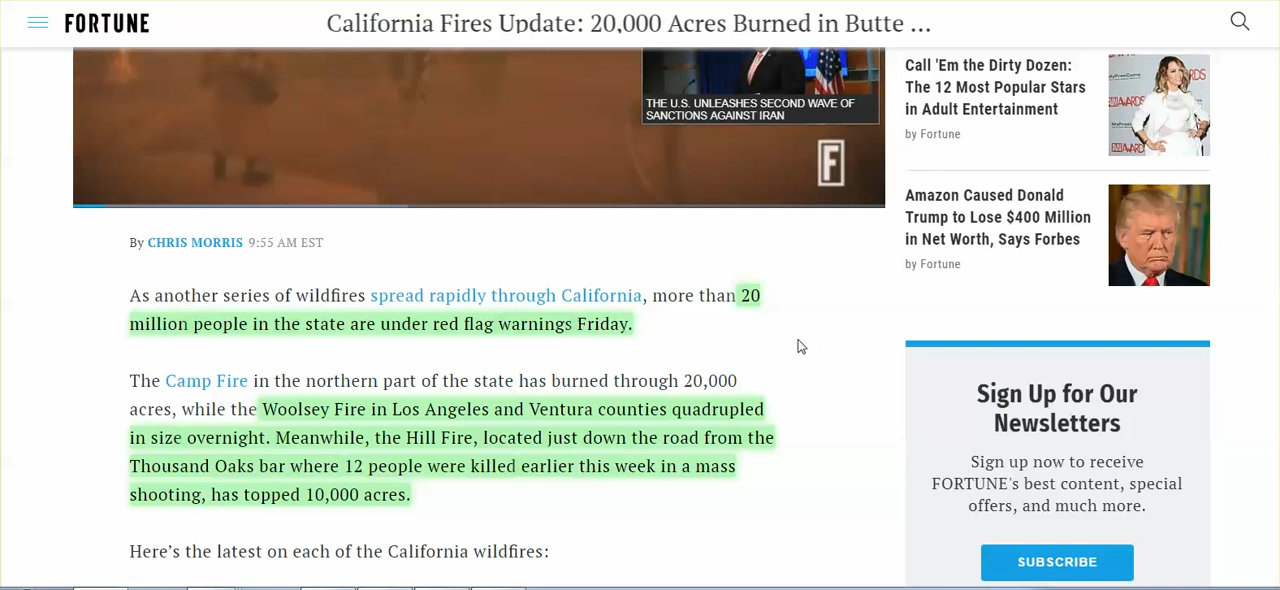 FORTUNE
California Fires Update: 20,000 Acres Burned in Butte ...
THE U.S. UNLEASHES SECOND WAVE OF
SANCTIONS AGAINST IRAN
F
By CHRIS MORRIS 9:55 AM EST
As another series of wildfires spread rapidly through California, more than 20
million people in the state are under red flag warnings Friday.
The Camp Fire in the northern part of the state has burned through 20,000
acres, while the Woolsey Fire in Los Angeles and Ventura counties quadrupled
in size overnight. Meanwhile, the Hill Fire, located just down the road from the
Thousand Oaks bar where 12 people were killed earlier this week in a mass
shooting, has topped 10,000 acres.
Here's the latest on each of the California wildfires:
Call 'Em the Dirty Dozen:
The 12 Most Popular Stars
in Adult Entertainment
by Fortune
Amazon Caused Donald
Trump to Lose $400 Million
in Net Worth, Says Forbes
by Fortune
Sign Up for Our
Newsletters
Sign up now to receive
FORTUNE's best content, special
offers, and much more.
SUBSCRIBE